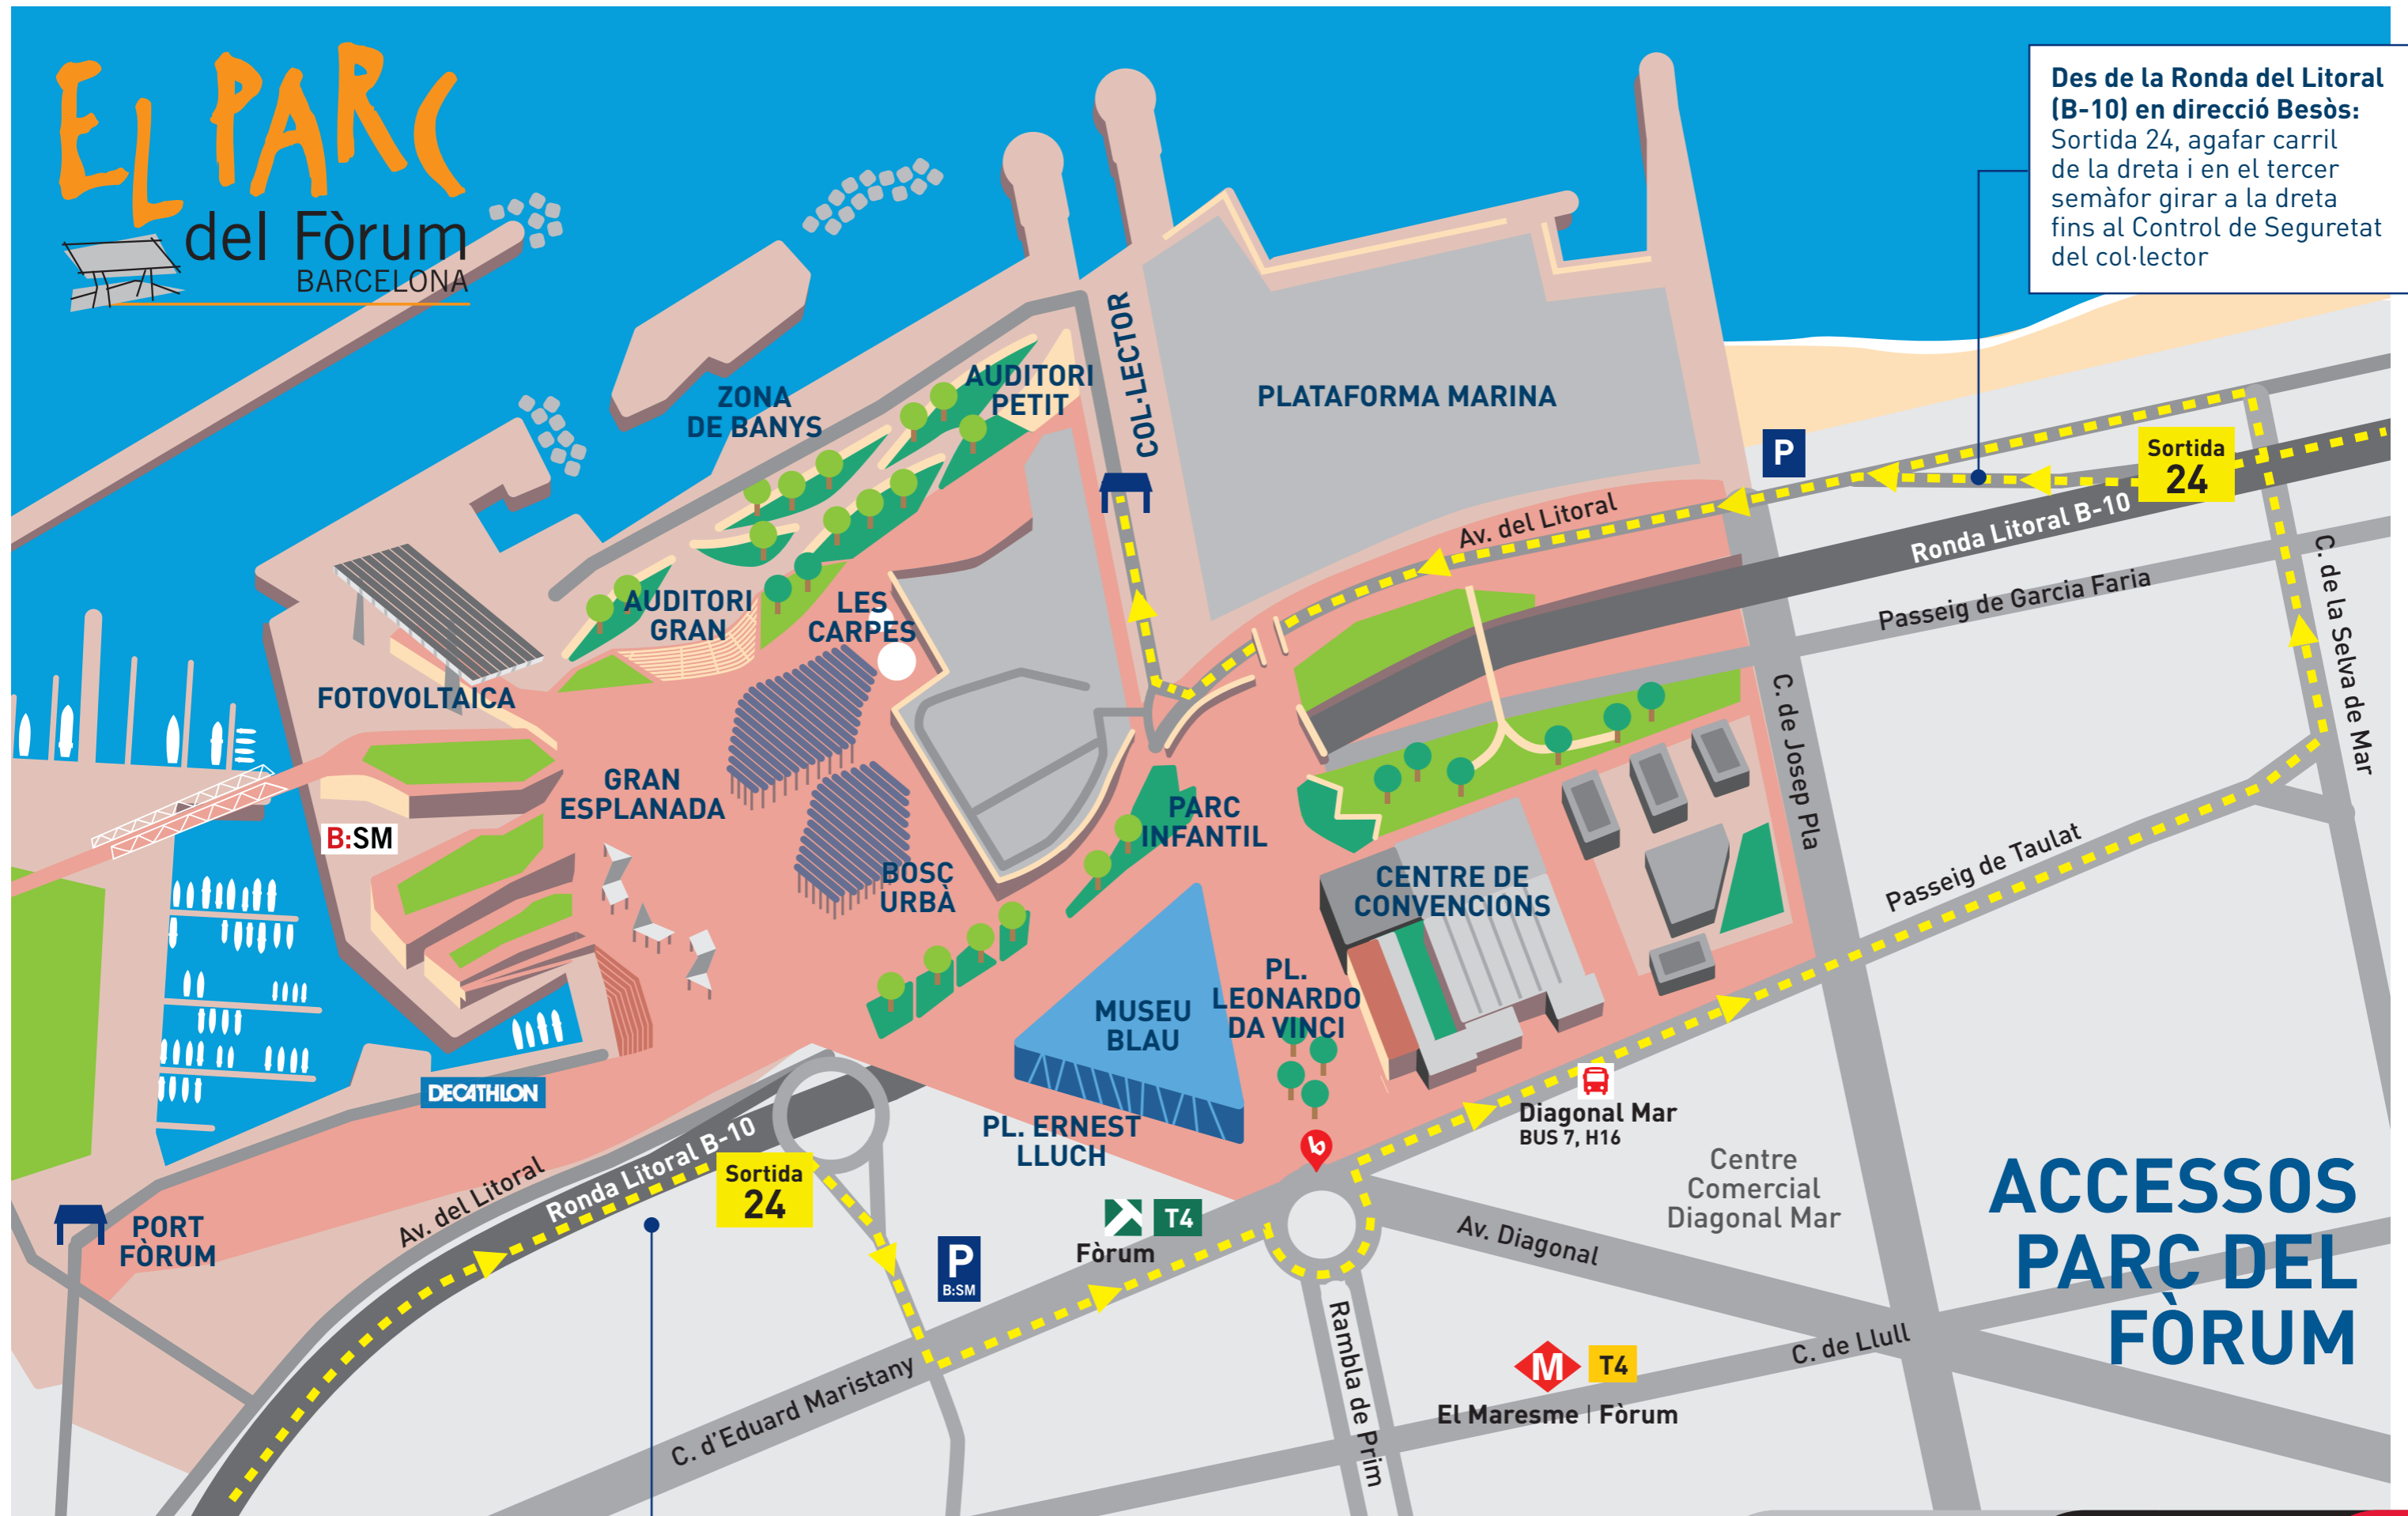 EL PARC
del Fòrum
BARCELONA
Des de la Ronda del Litoral
(B-10) en direcció Besòs:
Sortida 24, agafar carril
de la dreta i en el tercer
semàfor girar a la dreta
fins al Control de Seguretat
del col·lector
COL·LECTOR
AUDITORI
PETIT
ZONA
DE BANYS
PLATAFORMA MARINA
P
Sortida
24
Av. del Litoral
Ronda Litoral B-10
Passeig de Garcia Faria
C. de la Selva de Mar
AUDITORI
GRAN
LES
CARPES
FOTOVOLTAICA
C. de Josep Pla
GRAN
ESPLANADA
B:SM
PARC
INFANTIL
BOSC
URBÀ
CENTRE DE
CONVENCIONS
Passeig de Taulat
PL.
LEONARDO
DA VINCI
MUSEU
BLAU
DECATHLON
Diagonal Mar
BUS 7, H16
PL. ERNEST
LLUCH
b
Ronda Litoral B-10
Av. del Litoral
Sortida
24
PORT
FÒRUM
T4
Fòrum
P
B:SM
Centre
Comercial
Diagonal Mar
Av. Diagonal
ACCESSOS
PARC DEL
FÒRUM
Rambla de Prim
C. de Llull
M
T4
El Maresme | Fòrum
C. d'Eduard Maristany